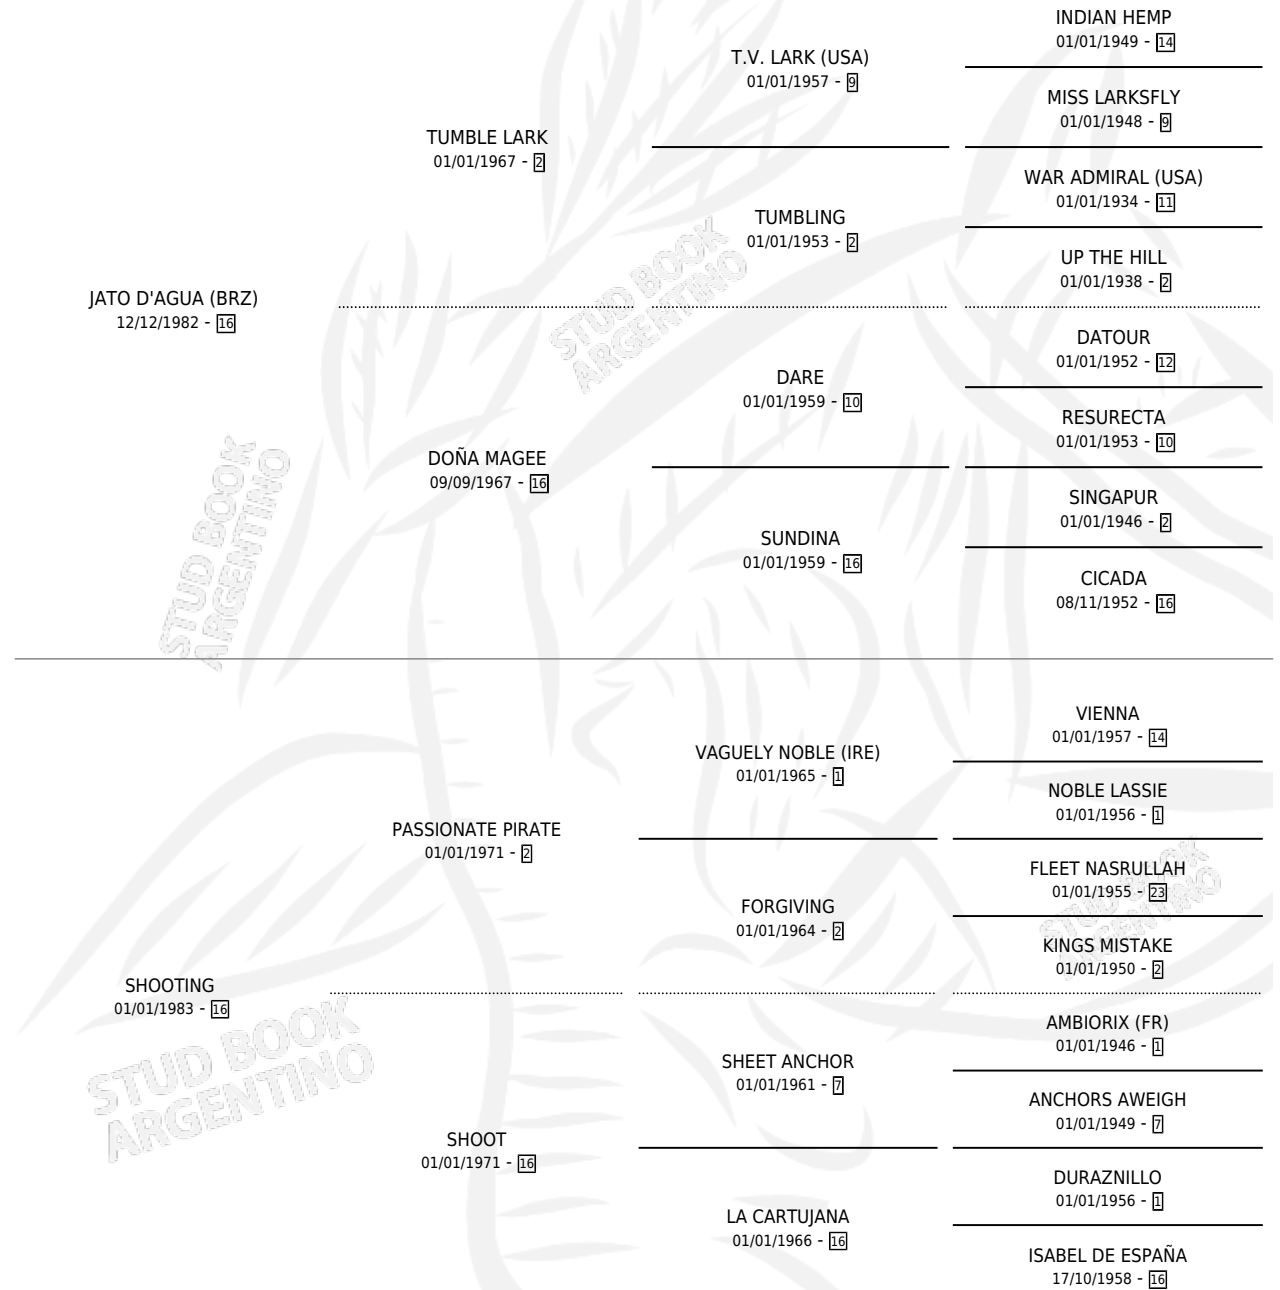 INDIAN HEMP
01/01/1949 - 14
T.V. LARK (USA)
01/01/1957 - 9
MISS LARKSFLY
01/01/1948 - 9
TUMBLE LARK
01/01/1967 - 2
WAR ADMIRAL (USA)
01/01/1934 - 11
TUMBLING
01/01/1953 - 2
UP THE HILL
01/01/1938 - 2
JATO D'AGUA (BRZ)
12/12/1982 - 16
DATOUR
01/01/1952 - 12
DARE
01/01/1959 - 10
RESURECTA
01/01/1953 - 10
DOÑA MAGEE
09/09/1967 - 16
SINGAPUR
01/01/1946 - 2
SUNDINA
01/01/1959 - 16
CICADA
08/11/1952 - 16
VIENNA
01/01/1957 - 14
VAGUELY NOBLE (IRE)
01/01/1965 - 1
NOBLE LASSIE
01/01/1956 - 1
PASSIONATE PIRATE
01/01/1971 - 2
FLEET NASRULLAH
01/01/1955 - 23
FORGIVING
01/01/1964 - 2
KINGS MISTAKE
01/01/1950 - 2
SHOOTING
01/01/1983 - 16
AMBIORIX (FR)
01/01/1946 - 1
SHEET ANCHOR
01/01/1961 - 7
ANCHORS AWEIGH
01/01/1949 - 7
SHOOT
01/01/1971 - 16
DURAZNILLO
01/01/1956 - 1
LA CARTUJANA
01/01/1966 - 16
ISABEL DE ESPAÑA
17/10/1958 - 16
STUD BOOK
ARGENTINO
STUD BOOK
ARGENTINO
STUD BOOK
ARGENTINO
STUD BOOK
ARGENTINO